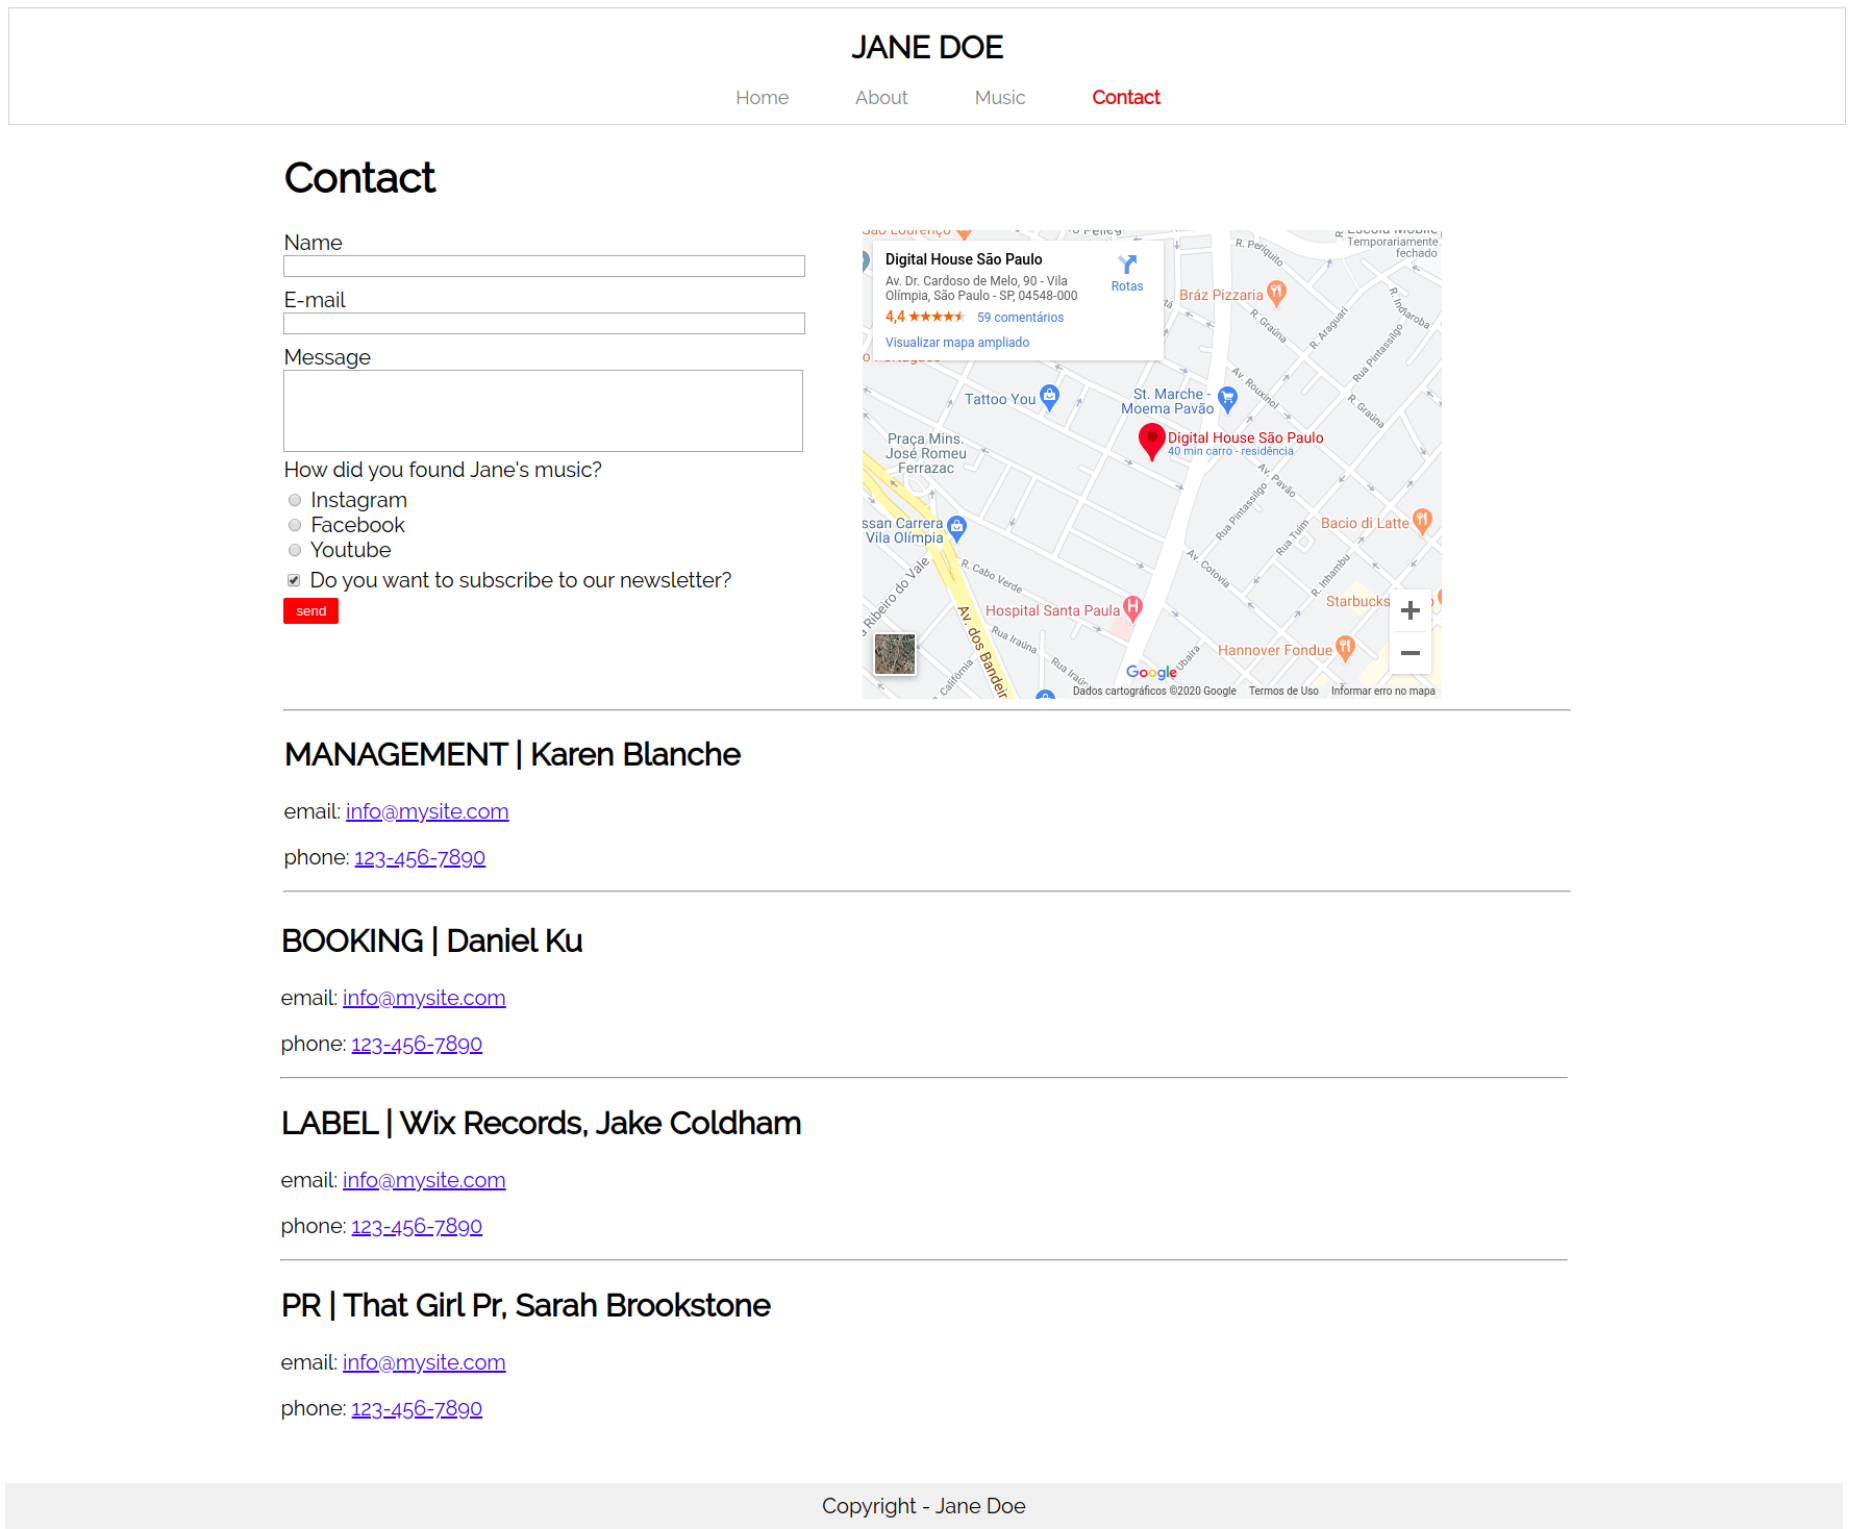 JANE DOE
Home About Music Contact
Contact
Name
E-mail
Message
How did you found Jane's music?
Instagram
Facebook
Youtube
Do you want to subscribe to our newsletter?
send
Digital House São Paulo
Av. Dr. Cardoso de Melo, 90 - Vila
Olímpia, São Paulo - SP, 04548-000
4,4 59 comentários
Visualizar mapa ampliado
Rotas
Temporariamente
fechado
R. Periquito
Bráz Pizzaria
R. Graúna
R. Araguari
R. Indiaroba
Rua Pintassilgo
Av. Rouxinol
R. Graúna
Tattoo You
St. Marche -
Moema Pavão
Praça Mins.
José Romeu
Ferrazac
Digital House São Paulo
40 min carro - residência
Av. Pavão
Rua Pintassilgo
Rua Tuim
Bacio di Latte
ssan Carrera
Vila Olímpia
R. Cabo Verde
Av. Cotovia
R. Inhambu
a Ribeiro do Vale
Hospital Santa Paula
Starbucks
Av. dos Bandeir
Rua Iraúna
Rua Iraún
Ubaira
Hannover Fondue
California
Google
Dados cartográficos ©2020 Google Termos de Uso Informar erro no mapa
MANAGEMENT | Karen Blanche
email: info@mysite.com
phone: 123-456-7890
BOOKING | Daniel Ku
email: info@mysite.com
phone: 123-456-7890
LABEL | Wix Records, Jake Coldham
email: info@mysite.com
phone: 123-456-7890
PR | That Girl Pr, Sarah Brookstone
email: info@mysite.com
phone: 123-456-7890
Copyright - Jane Doe